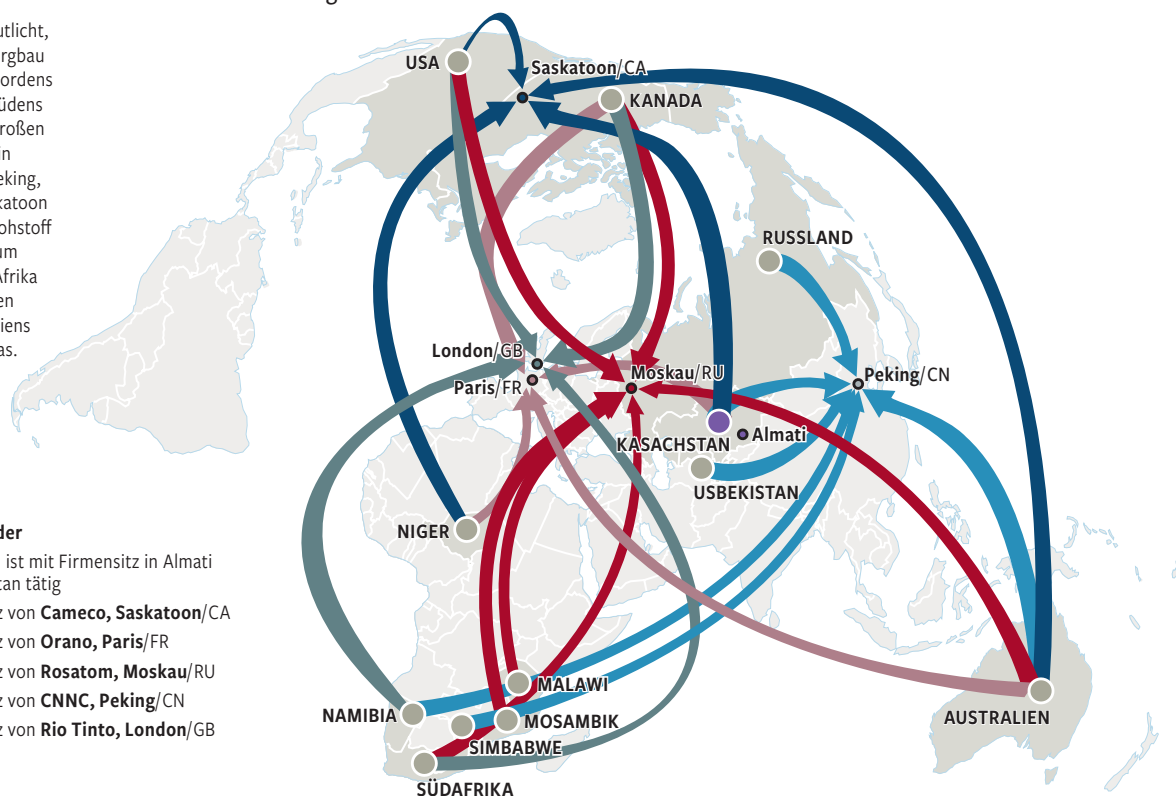 utlicht,
rgbau
ordens
üdens
roßen
in
eking,
katoon
ohstoff
um
Afrika
en
iens
as.
USA
Saskatoon/CA
KANADA
RUSSLAND
London/GB
Paris/FR
Moskau/RU
Peking/CN
KASACHSTAN
Almati
USBEKISTAN
NIGER
MALAWI
NAMIBIA
MOSAMBIK
SIMBABWE
SÜDAFRIKA
AUSTRALIEN
der
ist mit Firmensitz in Almati
tan tätig
z von Cameco, Saskatoon/CA
z von Orano, Paris/FR
z von Rosatom, Moskau/RU
z von CNNC, Peking/CN
z von Rio Tinto, London/GB